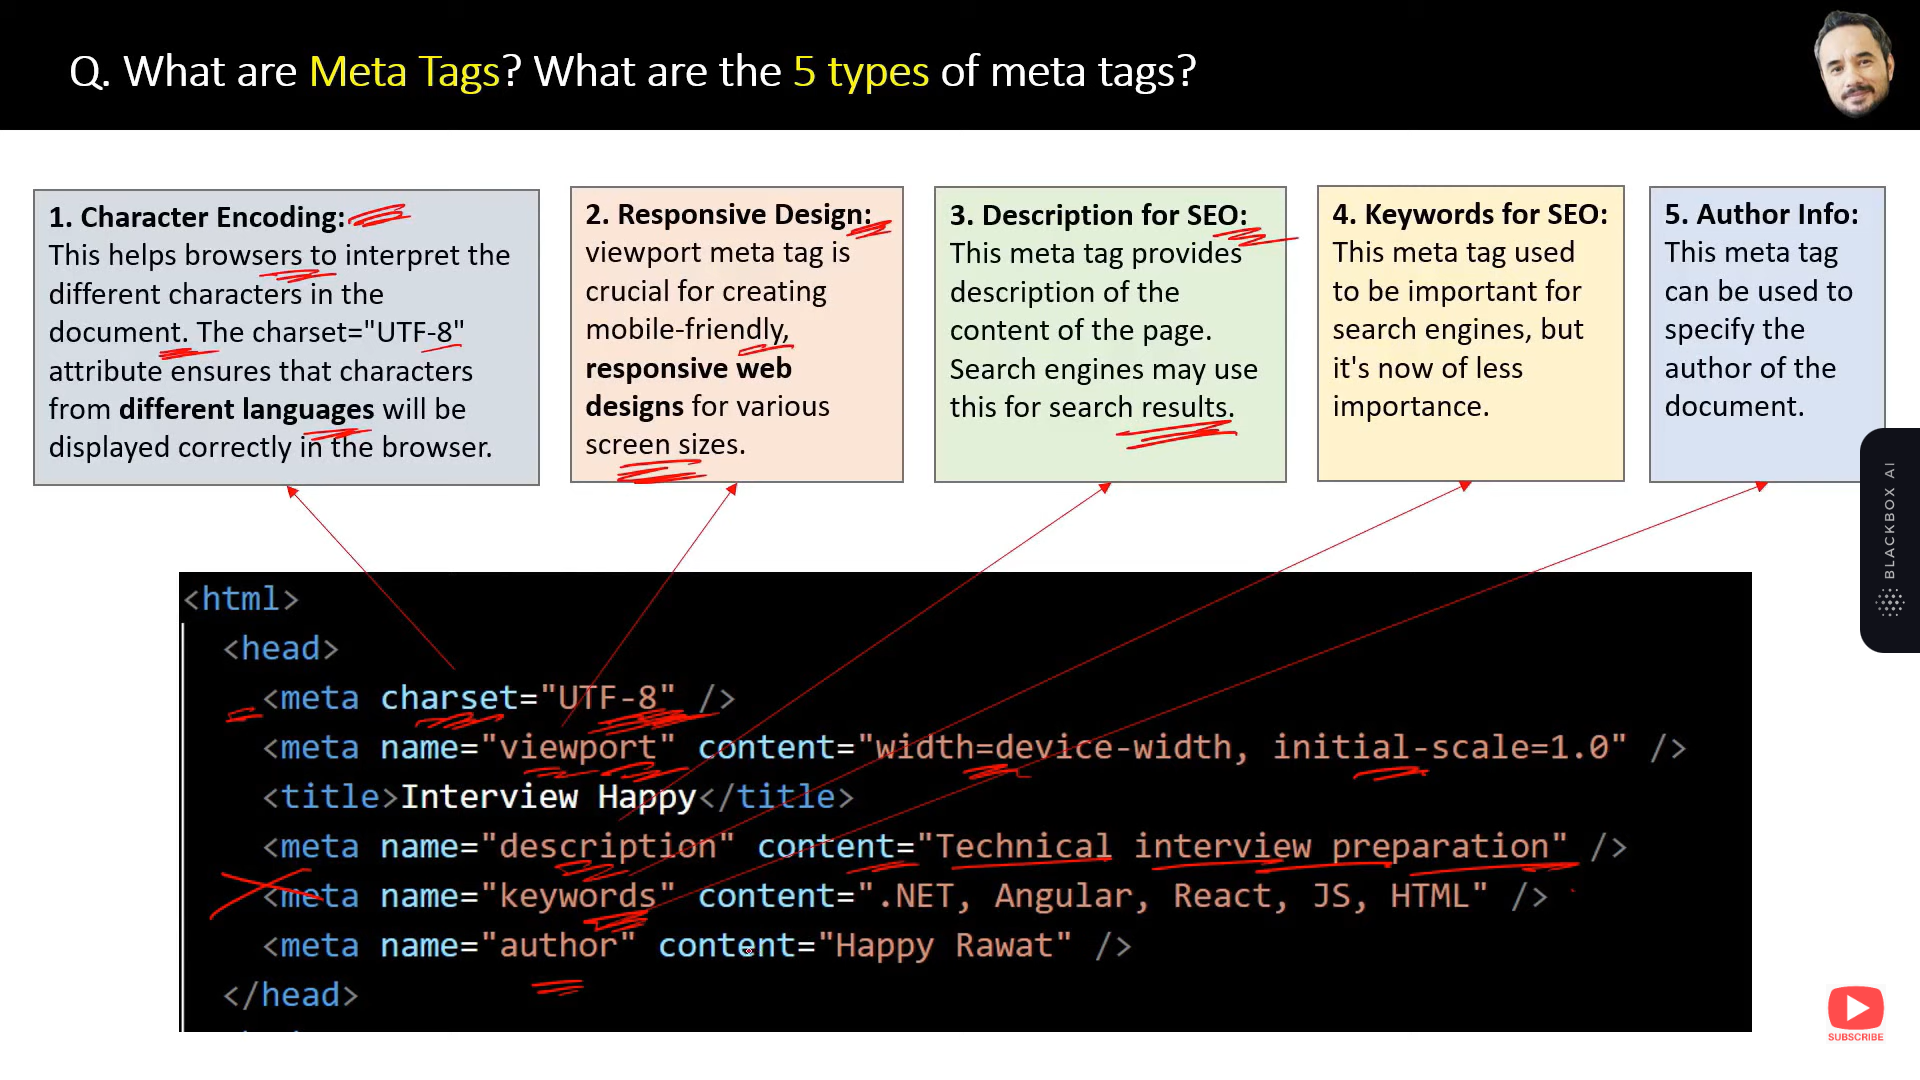 Q. What are Meta Tags? What are the 5 types of meta tags?
1. Character Encoding:
This helps browsers to interpret the
different characters in the
document. The charset="UTF-8"
attribute ensures that characters
from different languages will be
displayed correctly in the browser.
2. Responsive Design:
viewport meta tag is
crucial for creating
mobile-friendly,
responsive web
designs for various
screen sizes.
3. Description for SEO:
This meta tag provides
description of the
content of the page.
Search engines may use
this for search results.
4. Keywords for SEO:
This meta tag used
to be important for
search engines, but
it's now of less
importance.
5. Author Info:
This meta tag
can be used to
specify the
author of the
document.
BLACKBOX AI
<html>
<head>
<meta charset="UTF-8" />
<meta name="viewport" content="width=device-width, initial-scale=1.0" />
<title>Interview Happy</title>
<meta name="description" content="Technical interview preparation" />
<meta name="keywords" content=".NET, Angular, React, JS, HTML" />
<meta name="author" content="Happy Rawat" />
</head>
SUBSCRIBE